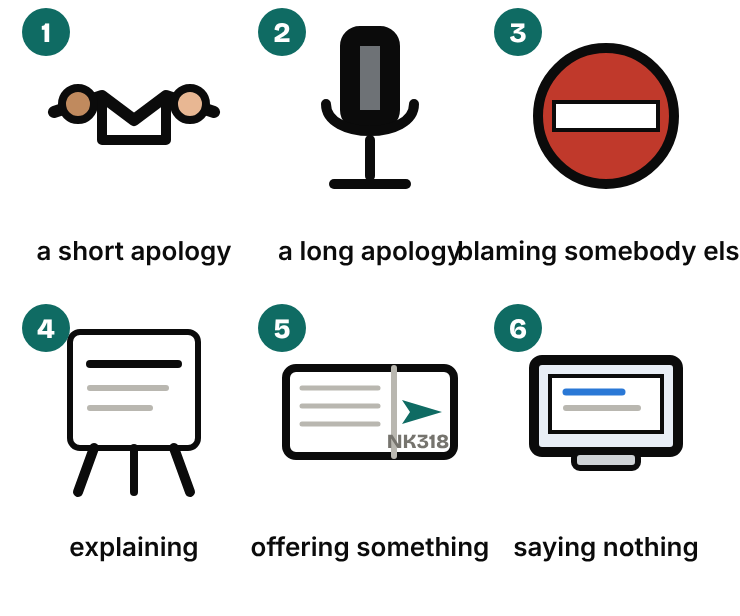 1
2
3
a short apology
a long apology
blaming somebody els
4
5
6
NK318
explaining
offering something
saying nothing